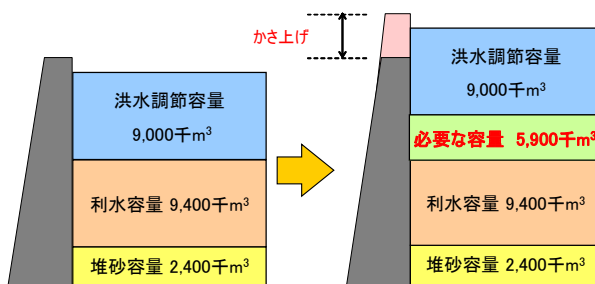 かさ上げ
洪水調節容量
9,000千m³
利水容量 9,400千m³
堆砂容量 2,400千m³
洪水調節容量
9,000千m³
必要な容量 5,900千m³
利水容量 9,400千m³
堆砂容量 2,400千m³